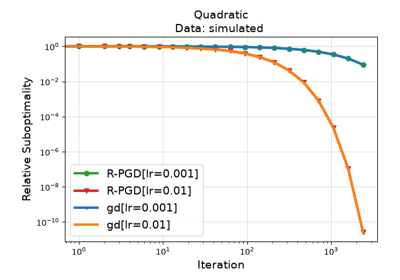 Quadratic
Data: simulated
Relative Suboptimality
10⁰
10⁻²
10⁻⁴
10⁻⁶
10⁻⁸
10⁻¹⁰
R-PGD[lr=0.001]
R-PGD[lr=0.01]
gd[lr=0.001]
gd[lr=0.01]
10⁰
10¹
10²
10³
Iteration